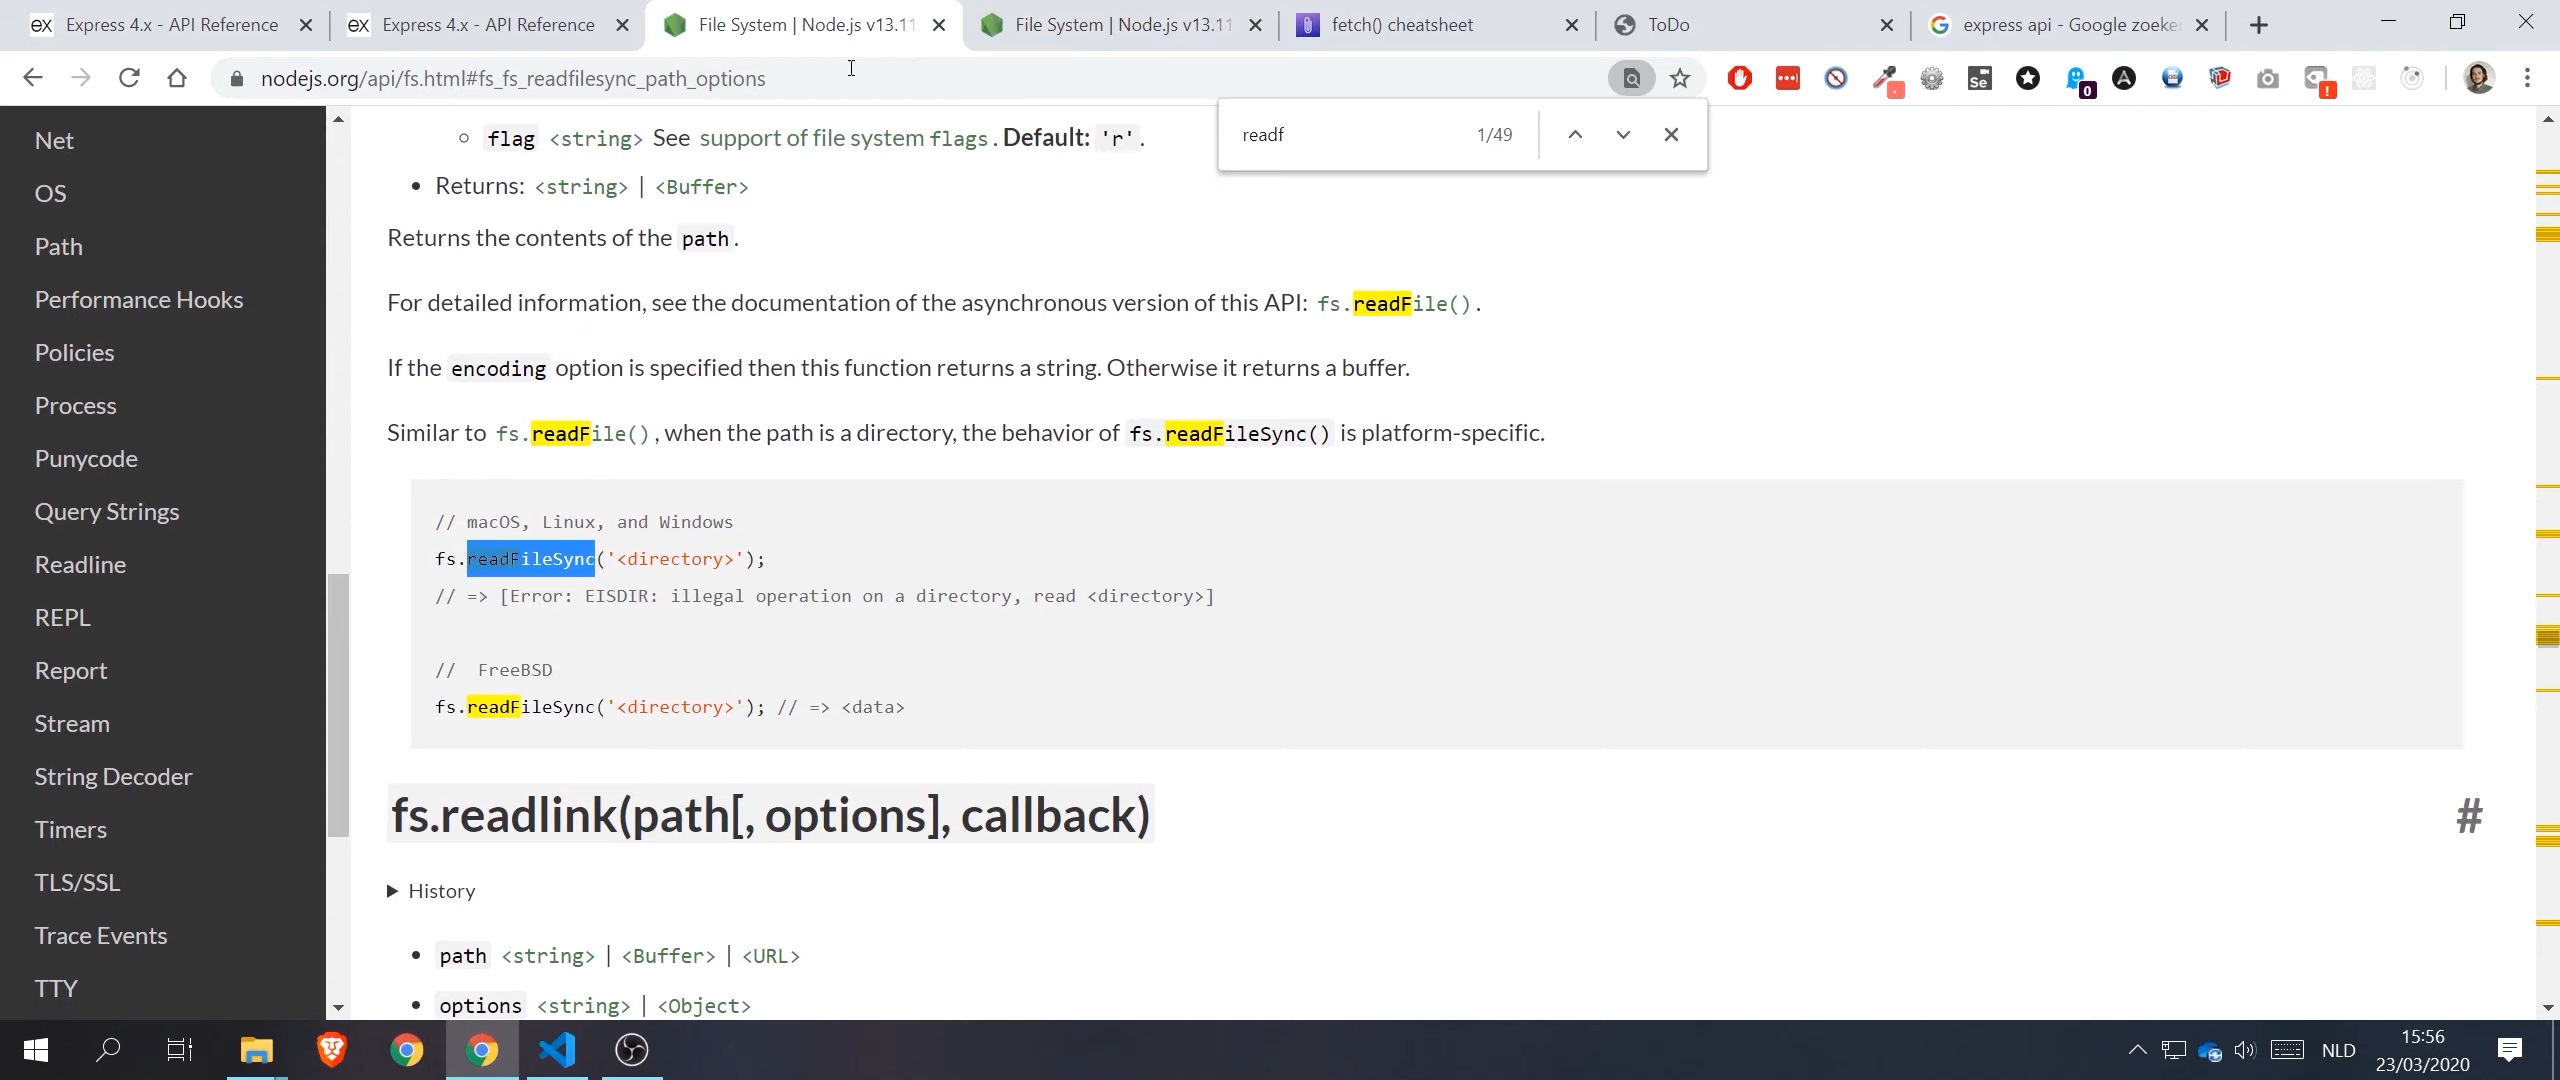 Express 4.x - API Reference
Express 4.x - API Reference
File System | Node.js v13.11
File System | Node.js v13.11
fetch() cheatsheet
ToDo
express api - Google zoeken
nodejs.org/api/fs.html#fs_fs_readfilesync_path_options
readf 1/49
Net
OS
Path
Performance Hooks
Policies
Process
Punycode
Query Strings
Readline
REPL
Report
Stream
String Decoder
Timers
TLS/SSL
Trace Events
TTY
flag <string> See support of file system flags. Default: 'r'.
Returns: <string> | <Buffer>
Returns the contents of the path.
For detailed information, see the documentation of the asynchronous version of this API: fs.readFile().
If the encoding option is specified then this function returns a string. Otherwise it returns a buffer.
Similar to fs.readFile(), when the path is a directory, the behavior of fs.readFileSync() is platform-specific.
// macOS, Linux, and Windows
fs.readFileSync('<directory>');
// => [Error: EISDIR: illegal operation on a directory, read <directory>]
// FreeBSD
fs.readFileSync('<directory>'); // => <data>
fs.readlink(path[, options], callback)
#
History
path <string> | <Buffer> | <URL>
options <string> | <Object>
NLD
15:56
23/03/2020